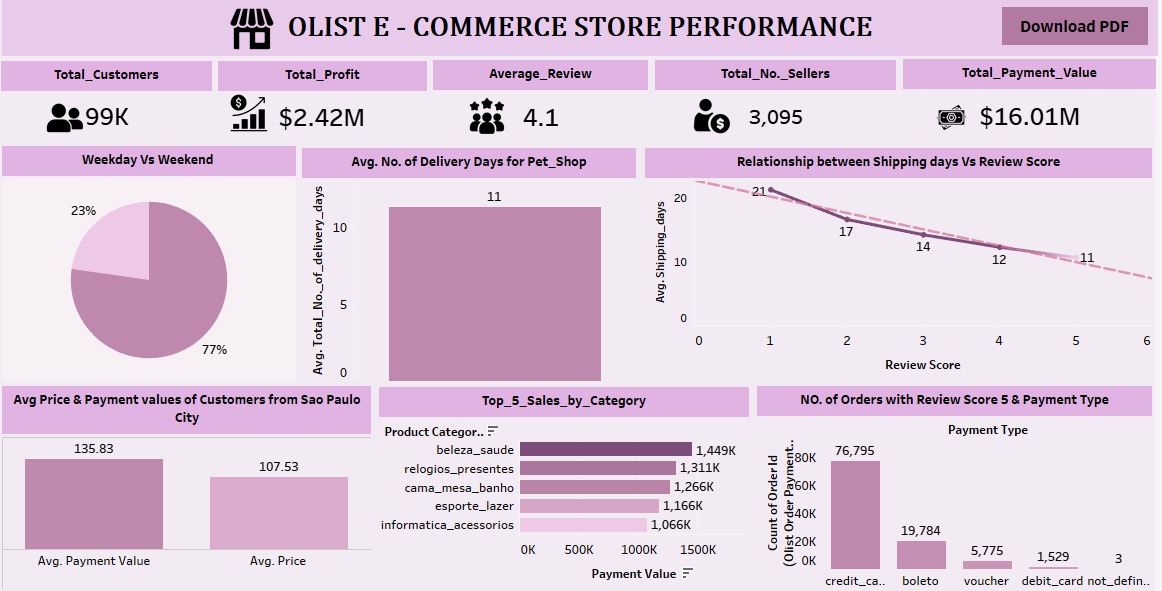 OLIST E - COMMERCE STORE PERFORMANCE
Download PDF
Total_Customers
99K
Total_Profit
$2.42M
Average_Review
4.1
Total_No._Sellers
3,095
Total_Payment_Value
$16.01M
Weekday Vs Weekend
23%
77%
Avg. No. of Delivery Days for Pet_Shop
Avg. Total_No._of_delivery_days
10
5
0
11
Relationship between Shipping days Vs Review Score
Avg.Shipping_days
20
10
0
21
17
14
12
11
0 1 2 3 4 5 6
Review Score
Avg Price & Payment values of Customers from Sao Paulo
City
135.83
107.53
Avg. Payment Value
Avg. Price
Top_5_Sales_by_Category
Product Categor..
beleza_saude 1,449K
relogios_presentes 1,311K
cama_mesa_banho 1,266K
esporte_lazer 1,166K
informatica_acessorios 1,066K
0K 500K 1000K 1500K
Payment Value
NO. of Orders with Review Score 5 & Payment Type
Payment Type
Count of Order Id
(Olist Order Payment...
80K
60K
40K
20K
0K
76,795
19,784
5,775
1,529
3
credit_ca.. boleto voucher debit_card not_defin..